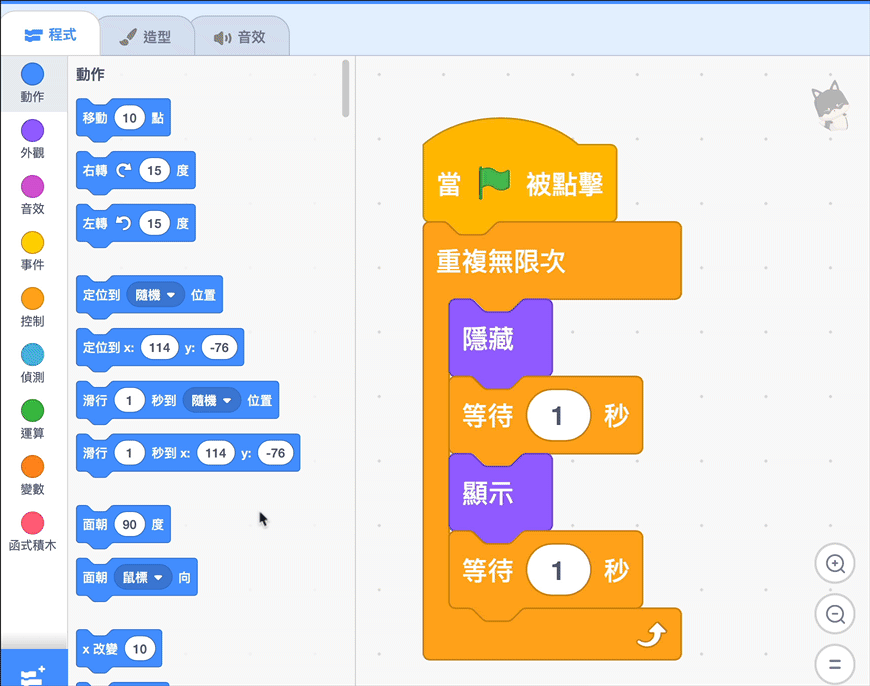 程式
造型
音效
動作
外觀
音效
事件
控制
偵測
運算
變數
函式積木
動作
移動 10 點
右轉 15 度
左轉 15 度
定位到 隨機 位置
定位到 x: 114 y: -76
滑行 1 秒到 隨機 位置
滑行 1 秒到 x: 114 y: -76
面朝 90 度
面朝 鼠標 向
x 改變 10
當 被點擊
重複無限次
隱藏
等待 1 秒
顯示
等待 1 秒